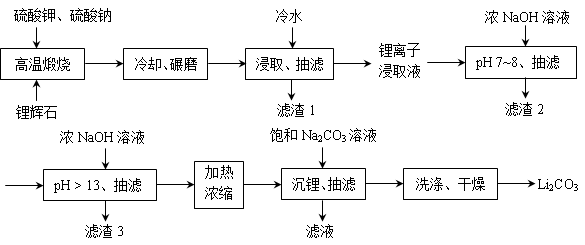 硫酸钾、硫酸钠
冷水
浓 NaOH 溶液
高温煅烧
冷却、碾磨
浸取、抽滤
锂离子
浸取液
pH 7~8、抽滤
锂辉石
滤渣 1
滤渣 2
浓 NaOH 溶液
饱和 Na₂CO₃ 溶液
pH > 13、抽滤
加热
浓缩
沉锂、抽滤
洗涤、干燥
Li₂CO₃
滤渣 3
滤液